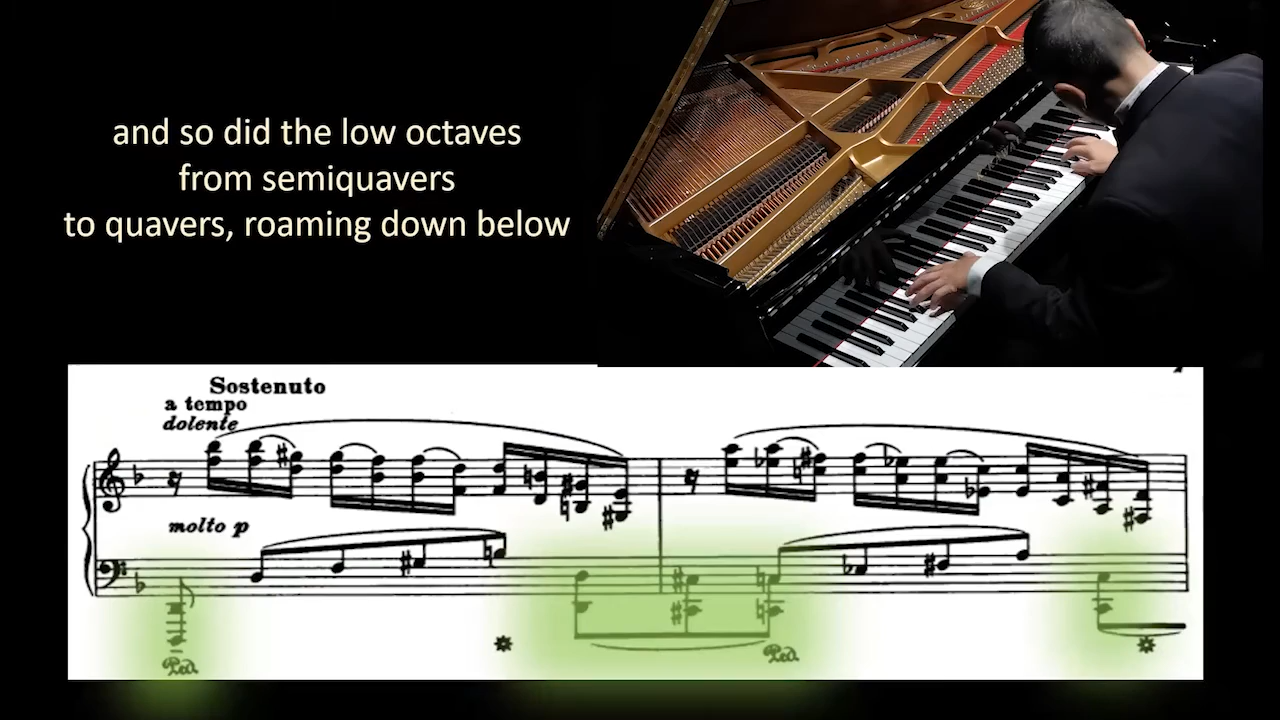 and so did the low octaves
from semiquavers
to quavers, roaming down below
Sostenuto
a tempo
dolente
molto p
Ped.
Ped.